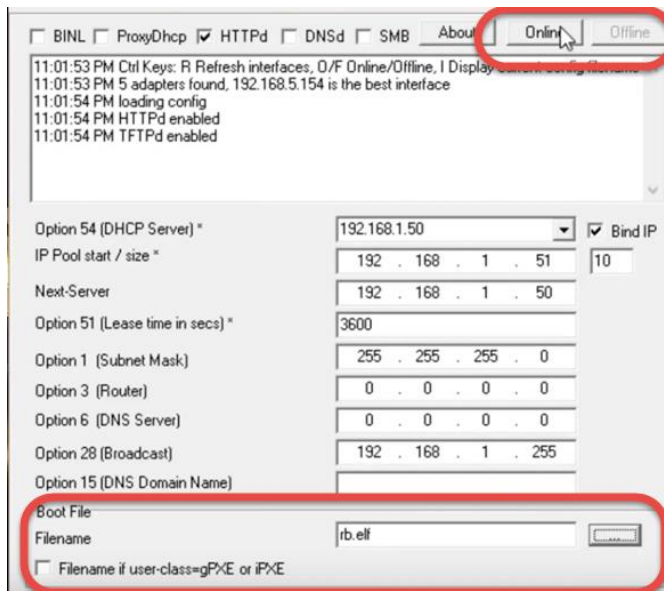 BINL ProxyDhcp HTTPd DNSd SMB About Online Offline
11:01:53 PM Ctrl Keys: R Refresh interfaces, O/F Online/Offline, I Display current config filename
11:01:53 PM 5 adapters found, 192.168.5.154 is the best interface
11:01:54 PM loading config
11:01:54 PM HTTPd enabled
11:01:54 PM TFTPd enabled
Option 54 (DHCP Server) * 192.168.1.50 Bind IP
IP Pool start / size * 192 . 168 . 1 . 51 10
Next-Server 192 . 168 . 1 . 50
Option 51 (Lease time in secs) * 3600
Option 1 (Subnet Mask) 255 . 255 . 255 . 0
Option 3 (Router) 0 . 0 . 0 . 0
Option 6 (DNS Server) 0 . 0 . 0 . 0
Option 28 (Broadcast) 192 . 168 . 1 . 255
Option 15 (DNS Domain Name)
Boot File
Filename rb.elf ...
Filename if user-class=gPXE or iPXE